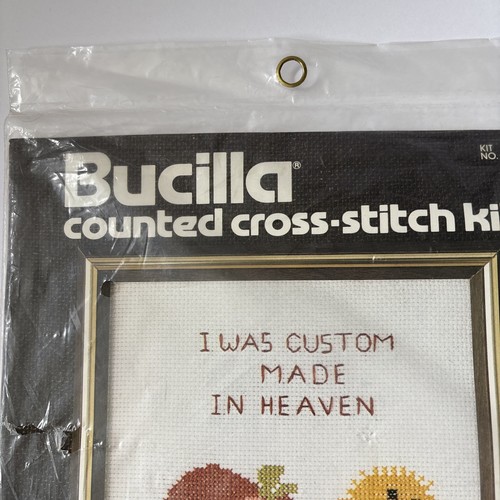 Bucilla®
counted cross-stitch ki
KIT
NO.
I WAS CUSTOM
MADE
IN HEAVEN